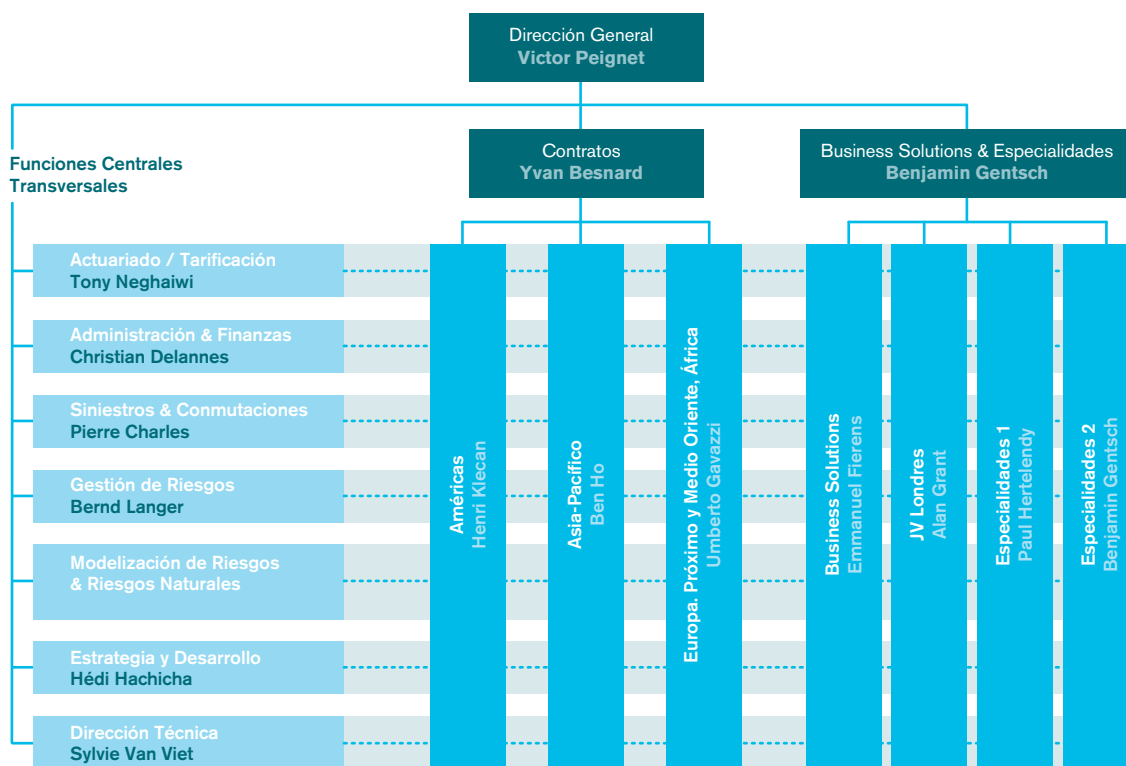 Dirección General
Victor Peignet
Contratos
Yvan Besnard
Business Solutions & Especialidades
Benjamin Gentsch
Funciones Centrales
Transversales
Actuariado / Tarificación
Tony Neghaiwi
Administración & Finanzas
Christian Delannes
Siniestros & Conmutaciones
Pierre Charles
Gestión de Riesgos
Bernd Langer
Modelización de Riesgos
& Riesgos Naturales
Estrategia y Desarrollo
Hédi Hachicha
Dirección Técnica
Sylvie Van Viet
Américas
Henri Klecan
Asia-Pacífico
Ben Ho
Europa. Próximo y Medio Oriente, África
Umberto Gavazzi
Business Solutions
Emmanuel Fierens
JV Londres
Alan Grant
Especialidades 1
Paul Hertelendy
Especialidades 2
Benjamin Gentsch